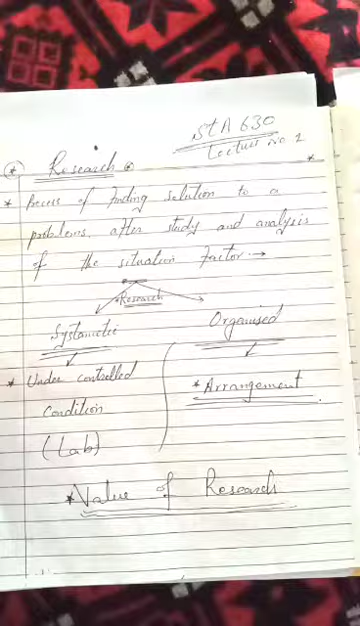 STA 630
Lecture No 1
Research
* Process of finding solution to a
problems, after study and analysis
of the situation factor →
Research
Systametic
Organised
* Under controlled
Condition
(Lab)
* Arrangement
* Value of Research